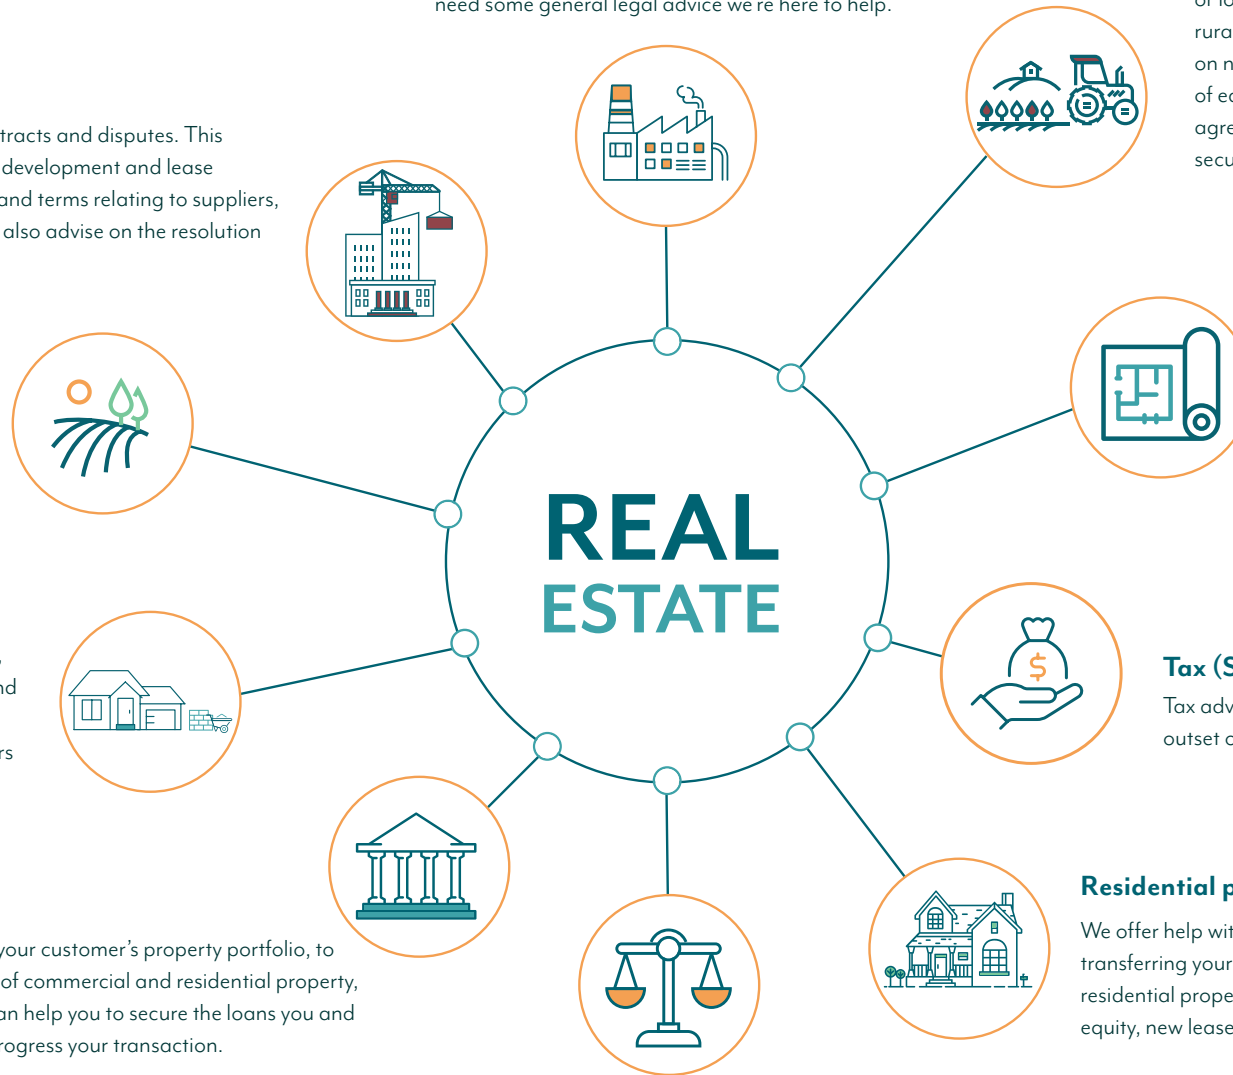 need some general legal advice we're here to help.
rura
on n
of ea
agre
secu
tracts and disputes. This
development and lease
and terms relating to suppliers,
also advise on the resolution
REAL
ESTATE
nd
rs
Tax (S
Tax adv
outset o
Residential p
We offer help wit
transferring your
residential prope
equity, new lease
your customer's property portfolio, to
of commercial and residential property,
an help you to secure the loans you and
rogress your transaction.
$